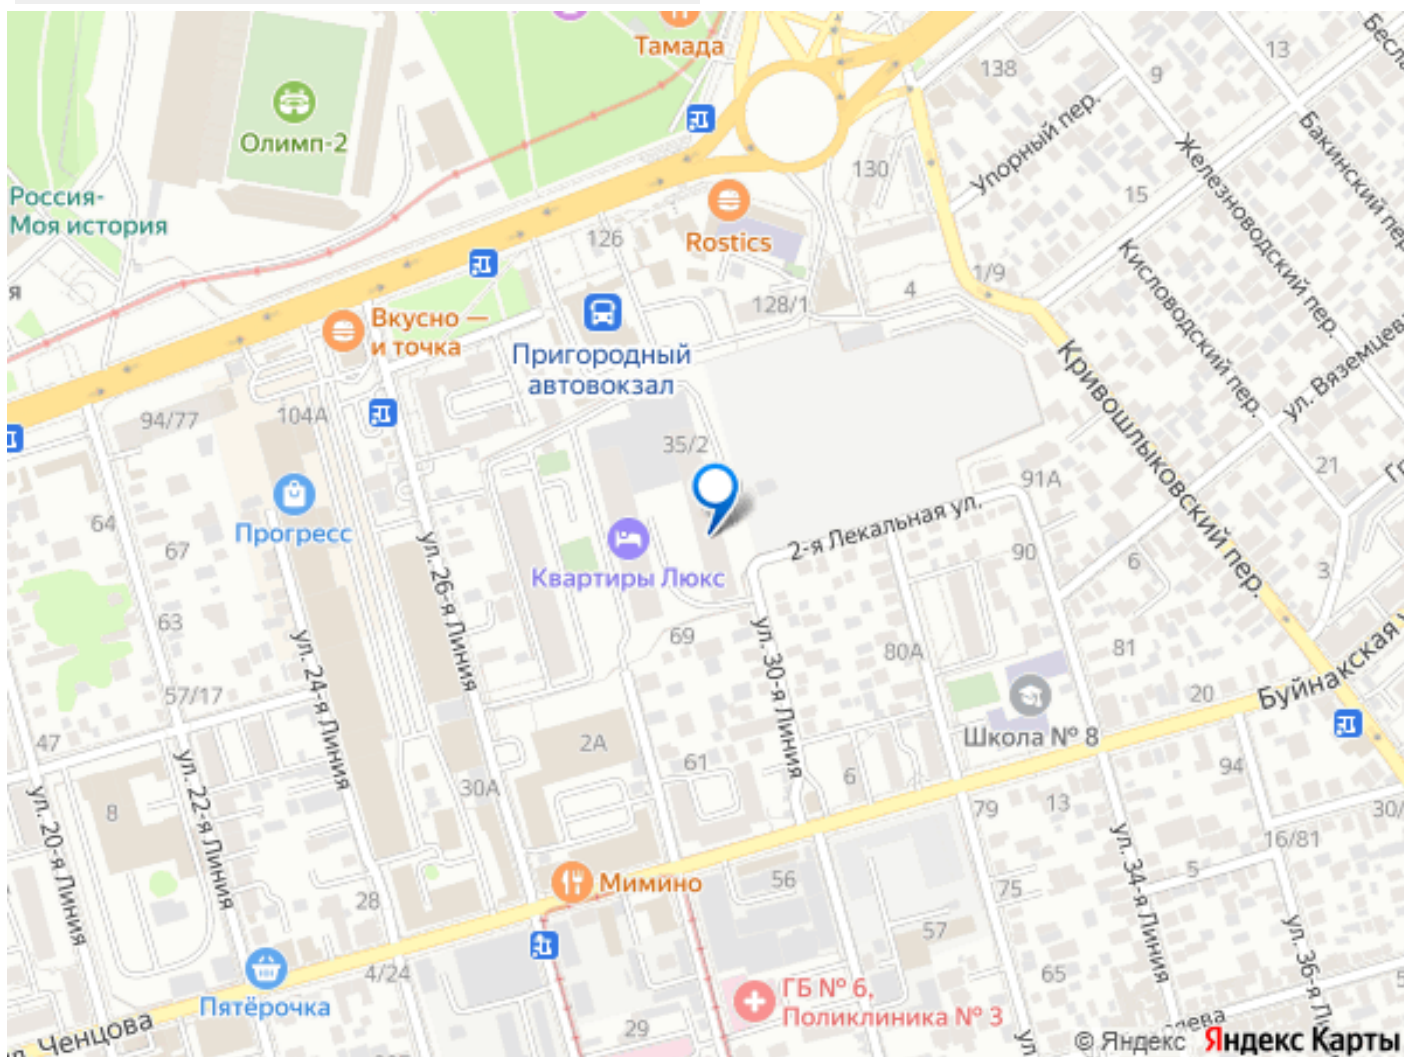 Тамада
138
13
9
Олимп-2
Упорный пер.
Бакинский пер.
Железноводский пер.
130
15
Россия-
Моя история
Rostics
126
Кисловодский пер.
1/9
4
128/1
Вкусно —
и точка
Пригородный
автовокзал
ул. Вяземцева
Кривошлыковский пер.
94/77
104А
35/2
21
91А
Прогресс
64
67
ул. 26-я Линия
2-я Лекальная ул.
90
6
3
Квартиры Люкс
63
69
ул. 30-я Линия
80А
81
ул. 24-я Линия
57/17
20
Буйнакская
Школа № 8
47
2А
61
6
94
30А
8
ул. 22-я Линия
ул. 20-я Линия
79
13
30/
16/81
ул. 34-я Линия
5
Мимино
56
75
28
57
ул. 36-я
4/24
65
5
Пятёрочка
ГБ № 6,
Поликлиника № 3
29
Ченцова
ул
© Яндекс Яндекс Карты